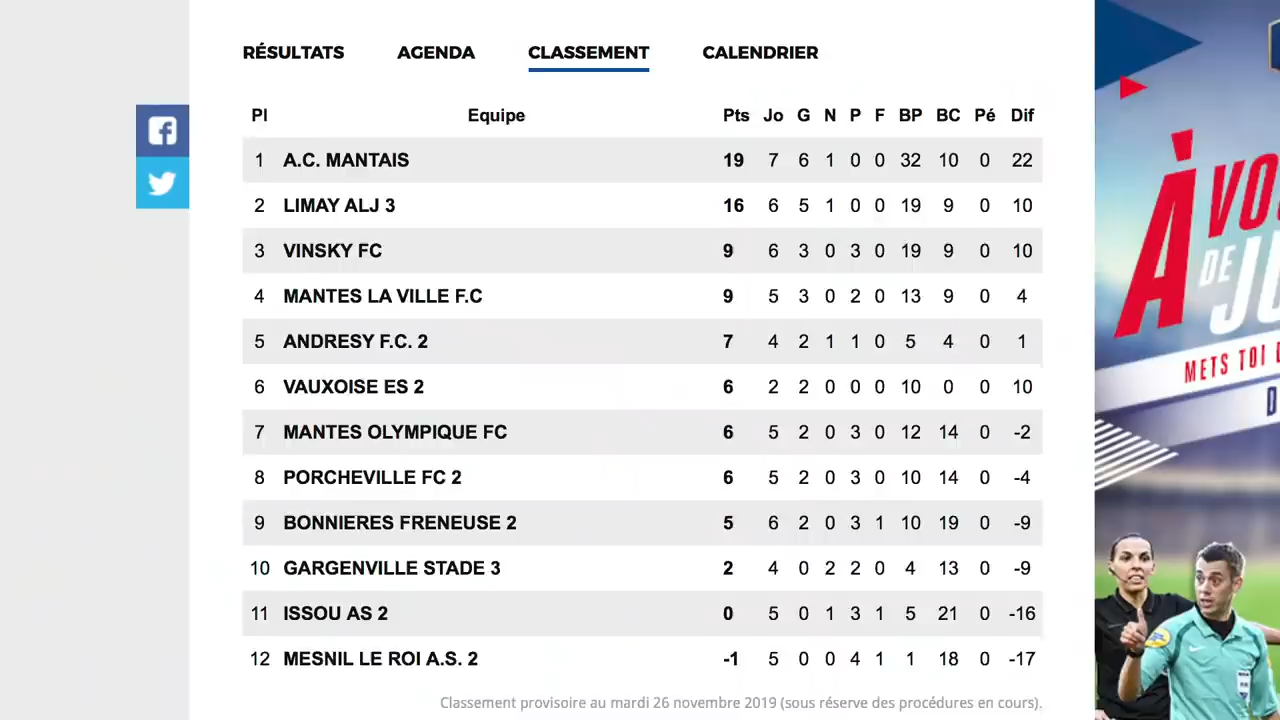 RÉSULTATS AGENDA CLASSEMENT CALENDRIER
Pl Equipe Pts Jo G N P F BP BC Pé Dif
1 A.C. MANTAIS 19 7 6 1 0 0 32 10 0 22
2 LIMAY ALJ 3 16 6 5 1 0 0 19 9 0 10
3 VINSKY FC 9 6 3 0 3 0 19 9 0 10
4 MANTES LA VILLE F.C 9 5 3 0 2 0 13 9 0 4
5 ANDRESY F.C. 2 7 4 2 1 1 0 5 4 0 1
6 VAUXOISE ES 2 6 2 2 0 0 0 10 0 0 10
7 MANTES OLYMPIQUE FC 6 5 2 0 3 0 12 14 0 -2
8 PORCHEVILLE FC 2 6 5 2 0 3 0 10 14 0 -4
9 BONNIERES FRENEUSE 2 5 6 2 0 3 1 10 19 0 -9
10 GARGENVILLE STADE 3 2 4 0 2 2 0 4 13 0 -9
11 ISSOU AS 2 0 5 0 1 3 1 5 21 0 -16
12 MESNIL LE ROI A.S. 2 -1 5 0 0 4 1 1 18 0 -17
Classement provisoire au mardi 26 novembre 2019 (sous réserve des procédures en cours).
À VO
DE JO
METS TOI D
D